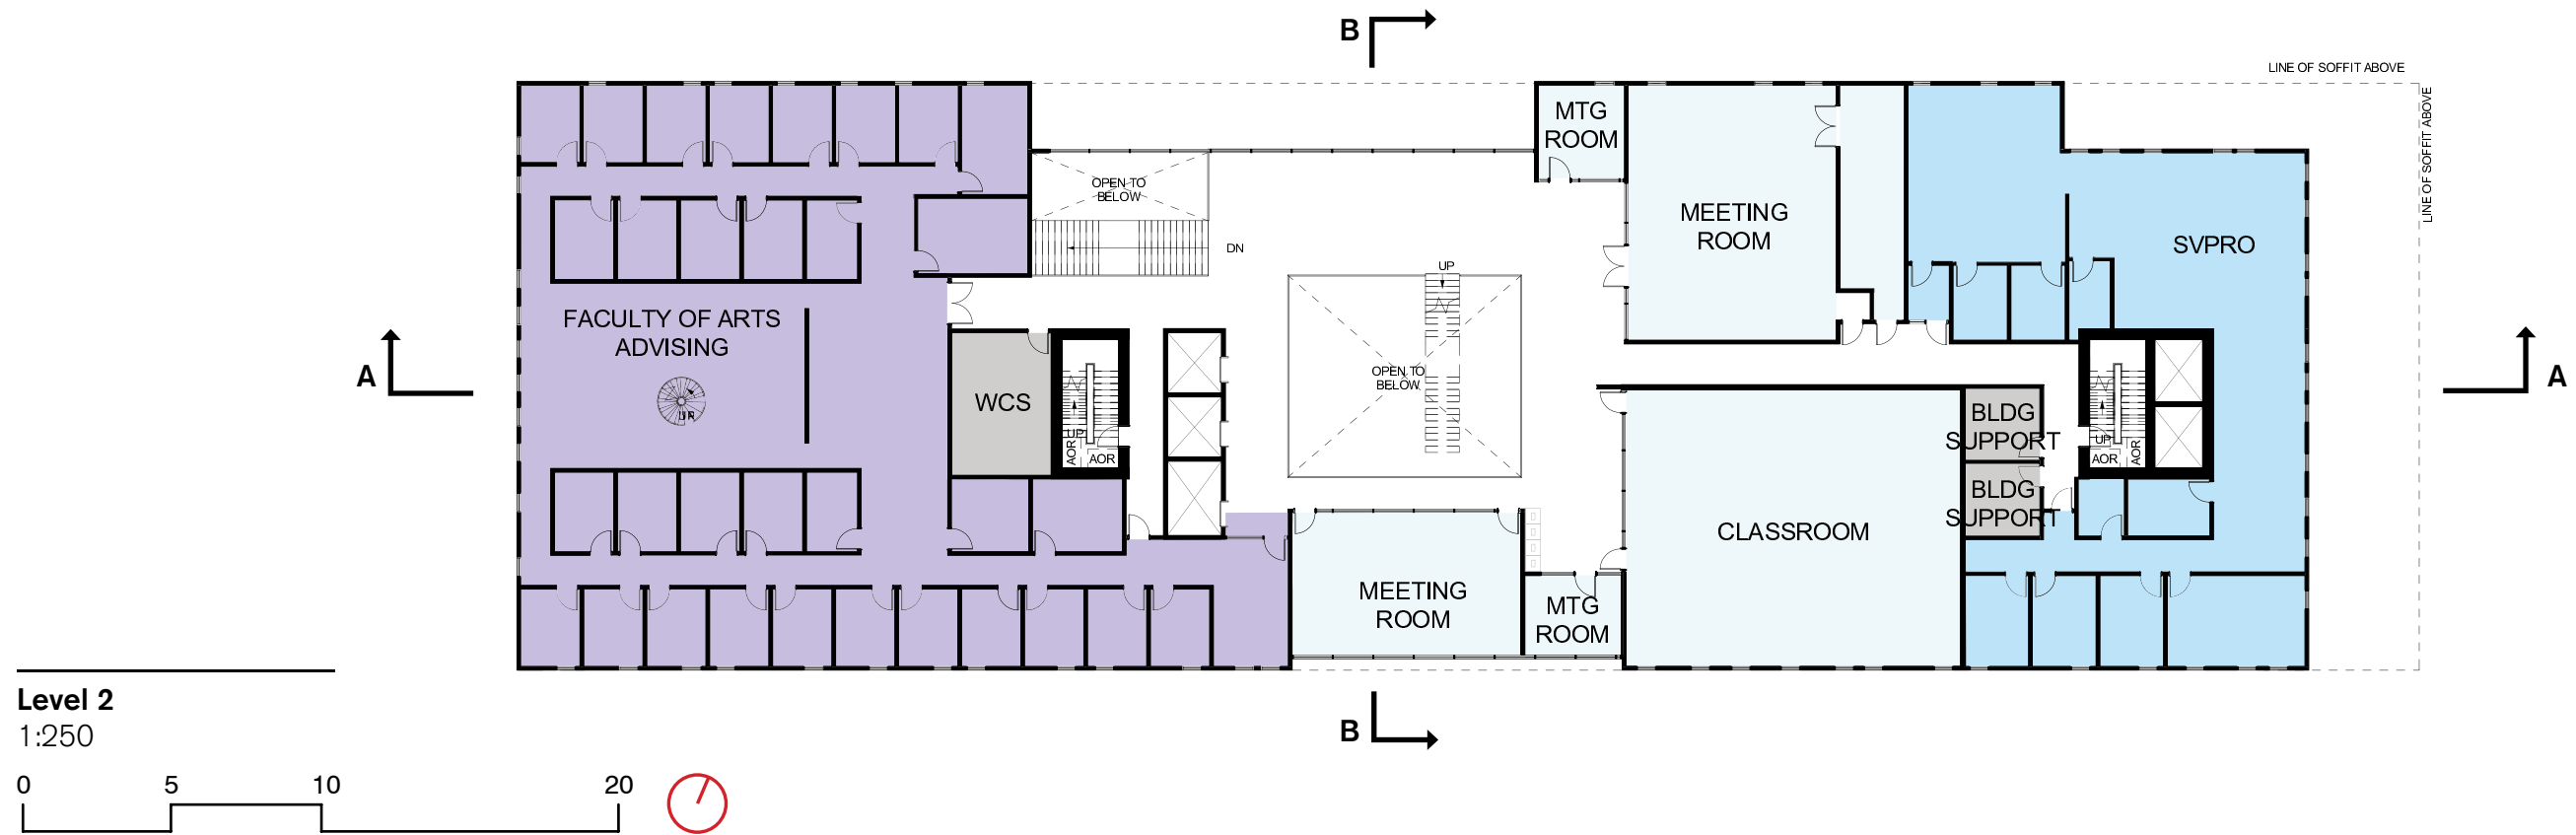 B
LINE OF SOFFIT ABOVE
LINE OF SOFFIT ABOVE
MTG
ROOM
OPEN TO
BELOW
DN
MEETING
ROOM
SVPRO
UP
FACULTY OF ARTS
ADVISING
UP
A
WCS
UP
AOR
AOR
OPEN TO
BELOW
BLDG
SUPPORT
BLDG
SUPPORT
UP
AOR
AOR
A
CLASSROOM
MEETING
ROOM
MTG
ROOM
B
Level 2
1:250
0 5 10 20